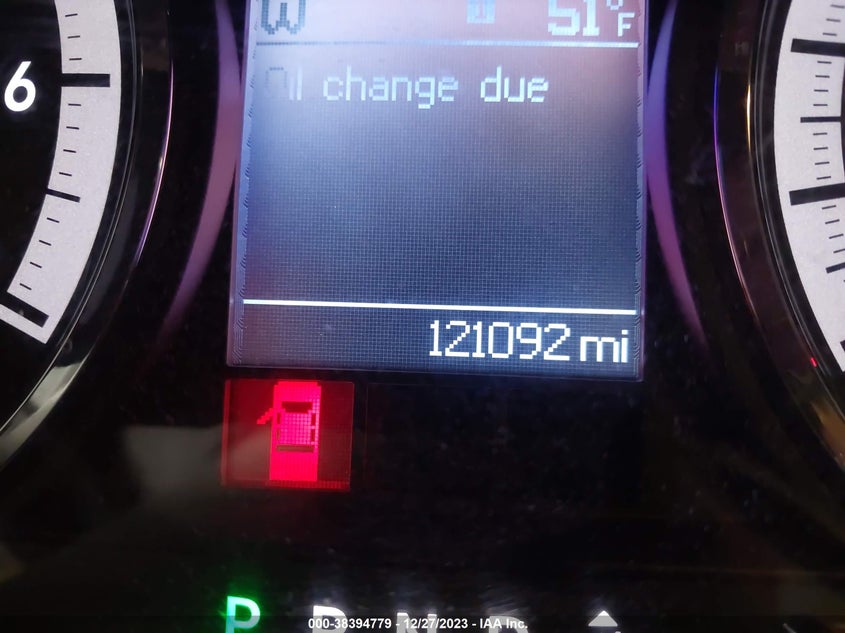 W 51°F
6
Oil change due
121092 mi
P R N D
000-38394779 - 12/27/2023 - IAA Inc.